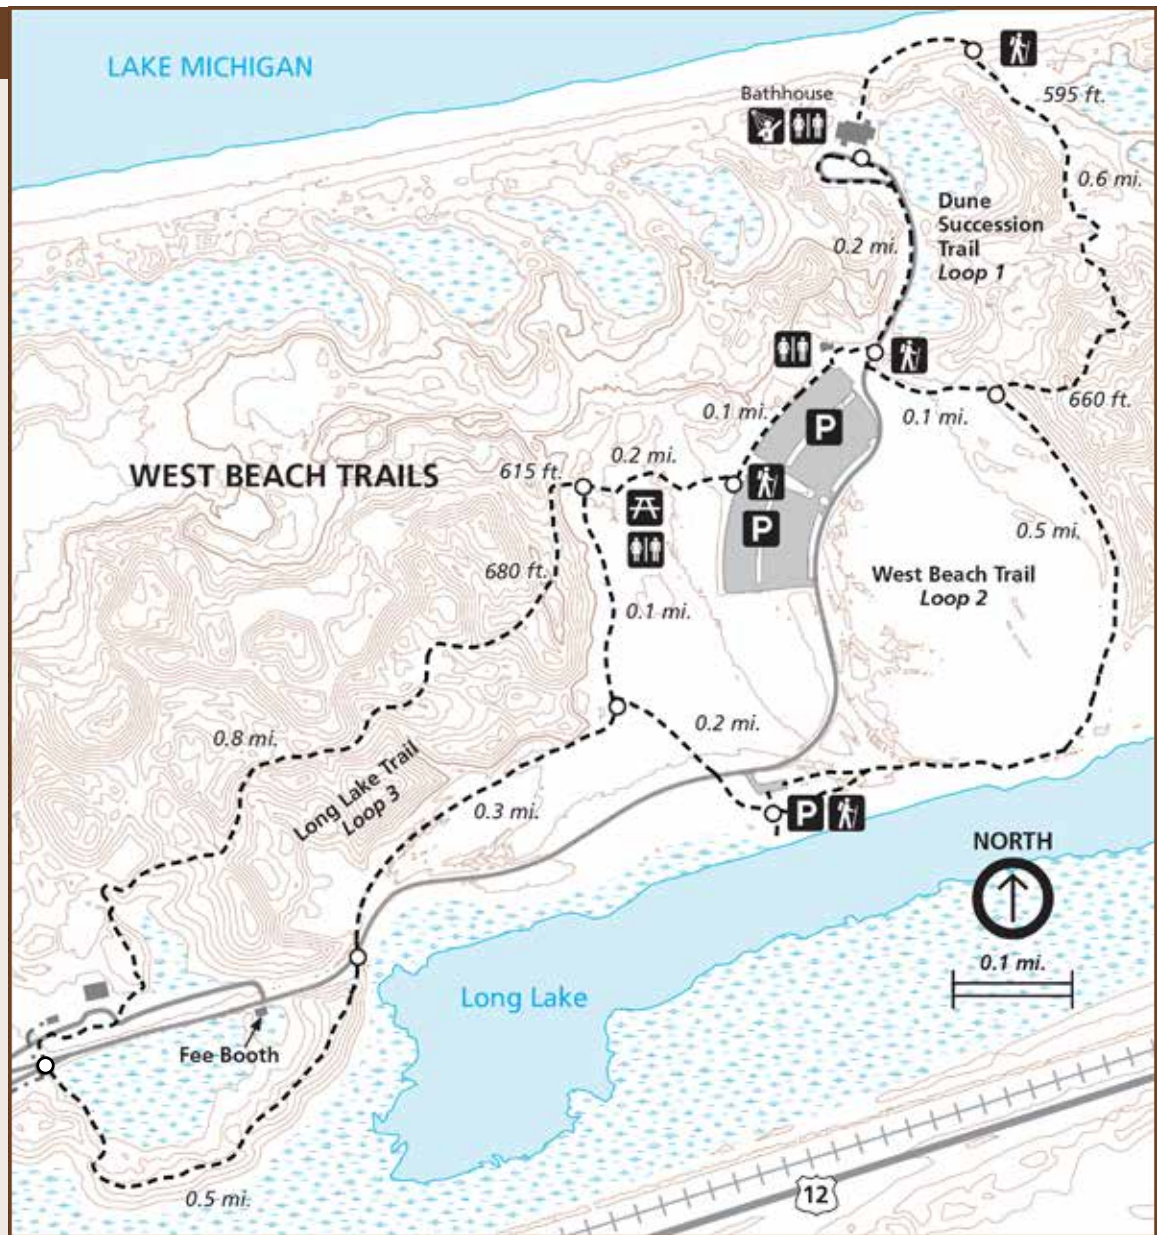 LAKE MICHIGAN
Bathhouse
595 ft.
0.6 mi.
Dune
Succession
Trail
Loop 1
0.2 mi.
0.1 mi.
P
0.1 mi.
660 ft.
WEST BEACH TRAILS
615 ft.
0.2 mi.
P
680 ft.
0.5 mi.
West Beach Trail
Loop 2
0.1 mi.
0.2 mi.
0.8 mi.
Long Lake Trail
Loop 3
0.3 mi.
P
NORTH
0.1 mi.
Long Lake
Fee Booth
0.5 mi.
12